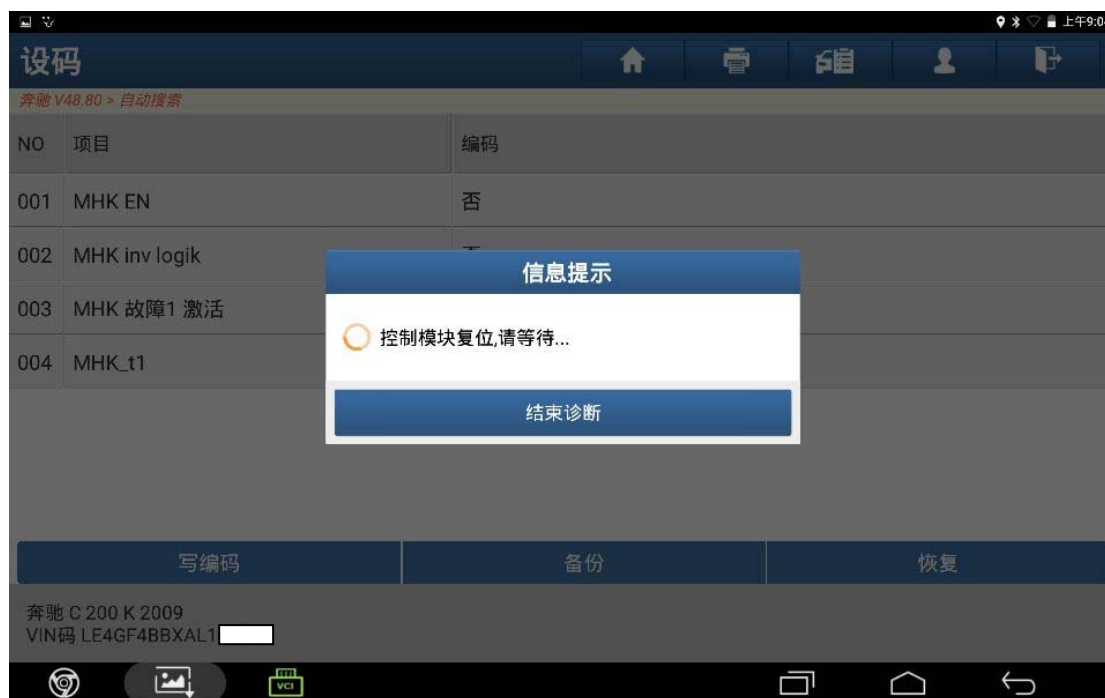 上午9:04
设码
奔驰 V48.80 > 自动搜索
NO 项目 编码
001 MHK EN 否
002 MHK inv logik
003 MHK 故障1 激活
004 MHK_t1
信息提示
控制模块复位,请等待...
结束诊断
写编码 备份 恢复
奔驰 C 200 K 2009
VIN码 LE4GF4BBXAL1
VCI